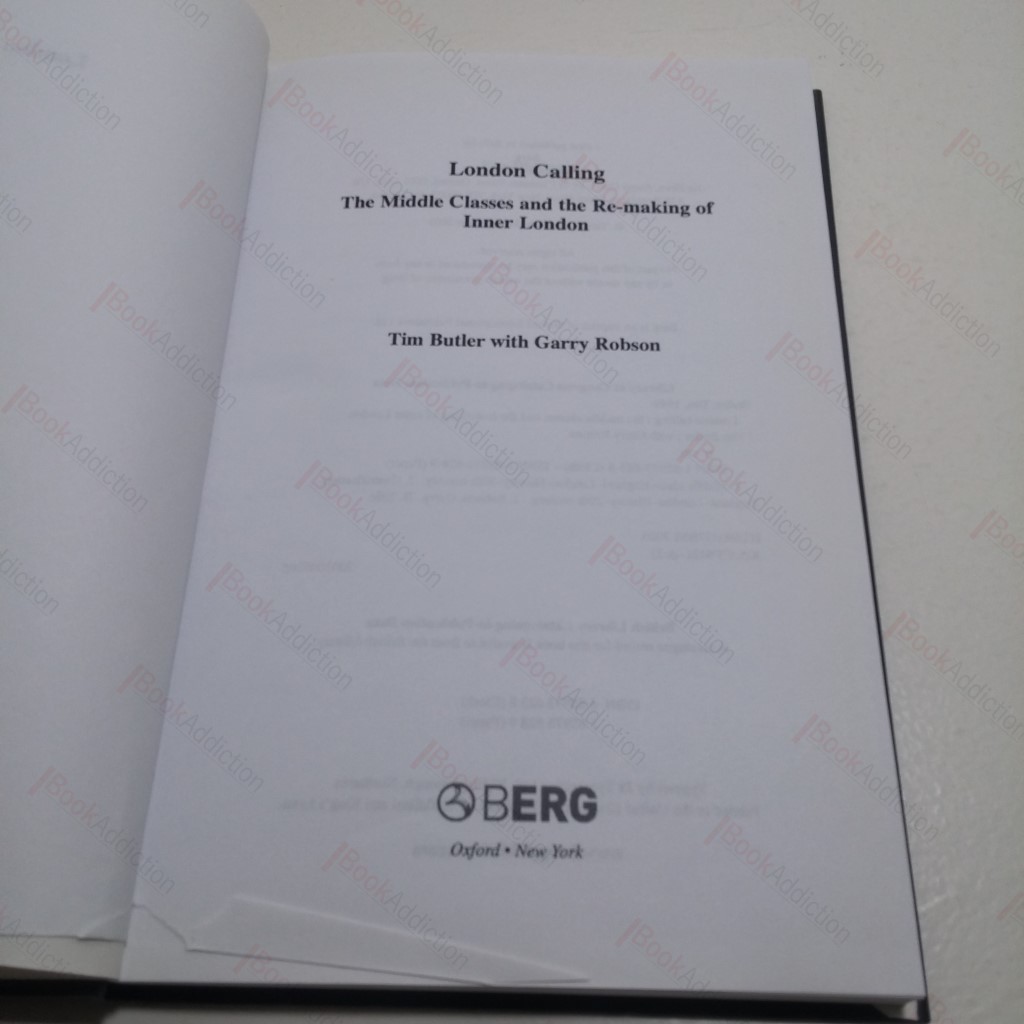 London Calling
The Middle Classes and the Re-making of
Inner London
Tim Butler with Garry Robson
BERG
Oxford • New York
BookAddiction